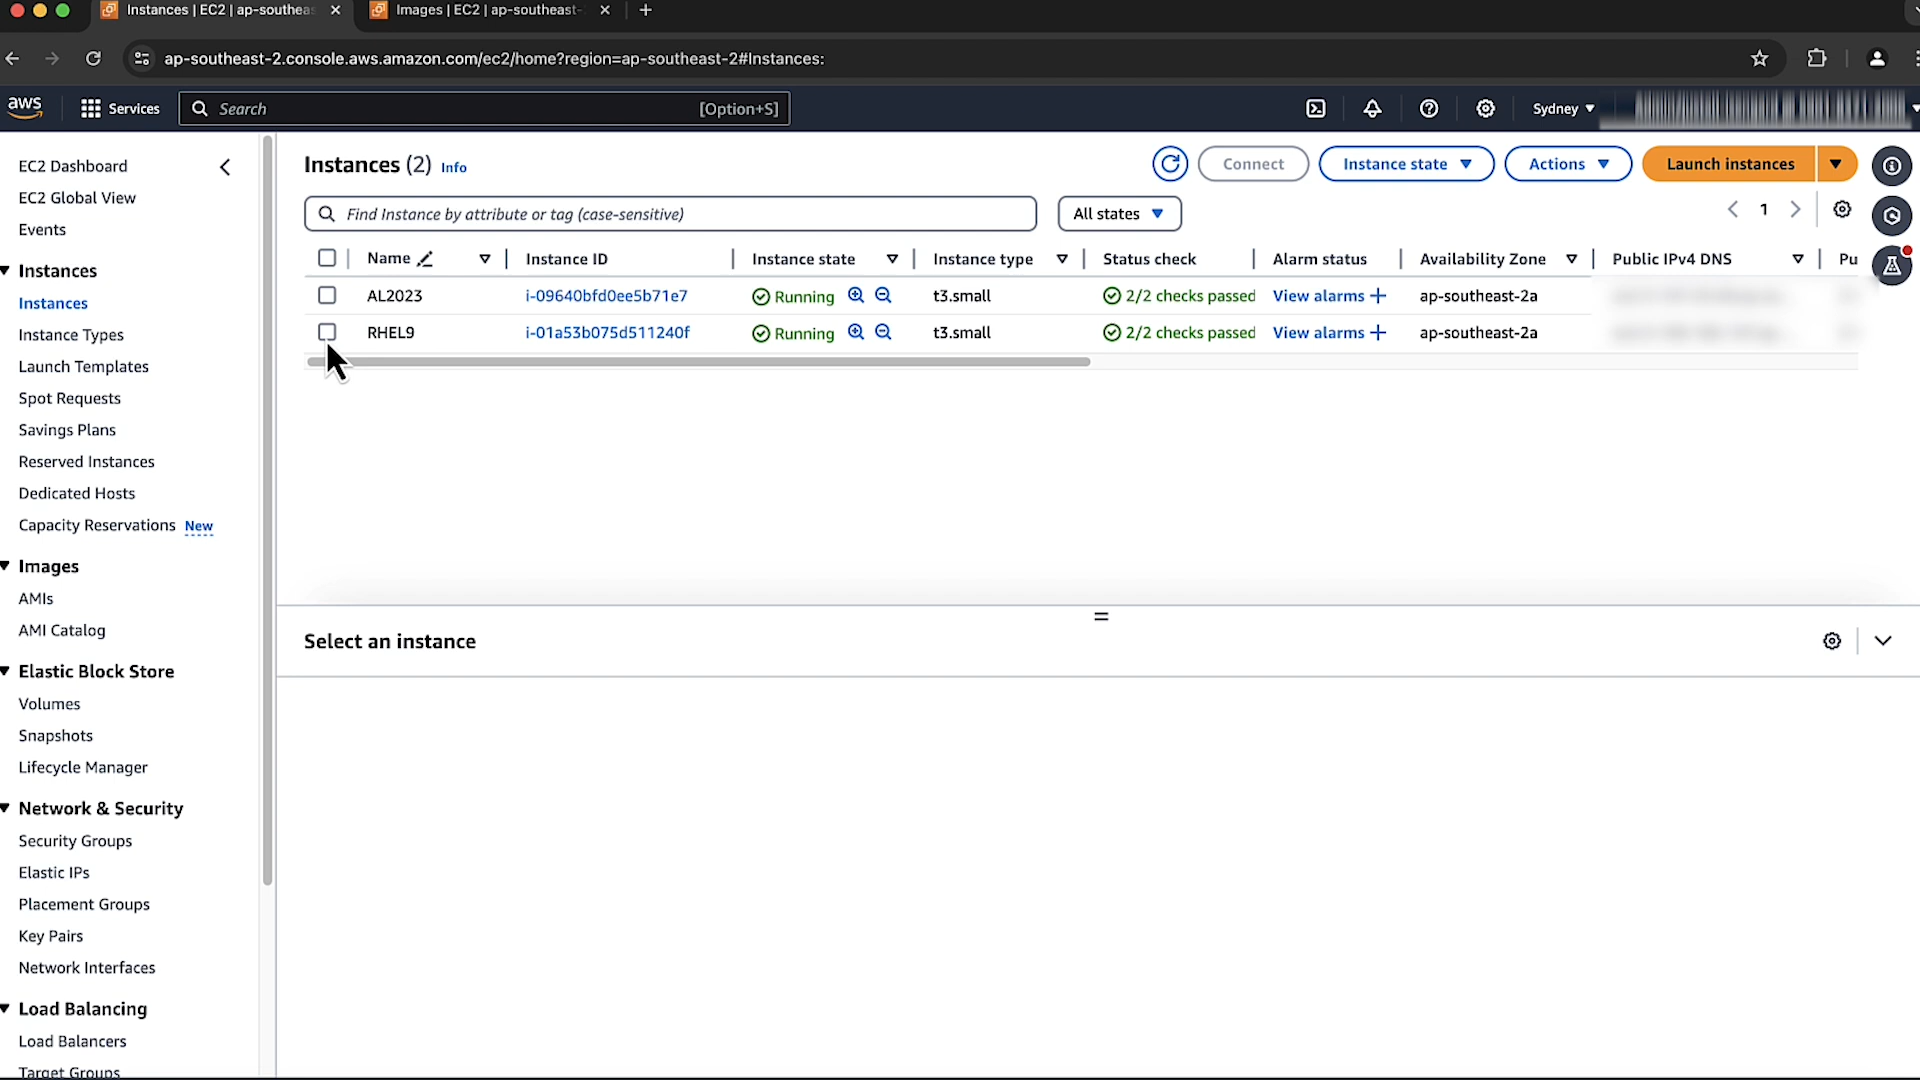 Instances | EC2 | ap-southeas
Images | EC2 | ap-southeast-
ap-southeast-2.console.aws.amazon.com/ec2/home?region=ap-southeast-2#Instances:
aws
Services
Search
[Option+S]
Sydney
EC2 Dashboard
EC2 Global View
Events
Instances
Instances
Instance Types
Launch Templates
Spot Requests
Savings Plans
Reserved Instances
Dedicated Hosts
Capacity Reservations New
Images
AMIs
AMI Catalog
Elastic Block Store
Volumes
Snapshots
Lifecycle Manager
Network & Security
Security Groups
Elastic IPs
Placement Groups
Key Pairs
Network Interfaces
Load Balancing
Load Balancers
Target Groups
Instances (2) Info
Connect
Instance state
Actions
Launch instances
Find Instance by attribute or tag (case-sensitive)
All states
1
Name Instance ID Instance state Instance type Status check Alarm status Availability Zone Public IPv4 DNS Pu
AL2023 i-09640bfd0ee5b71e7 Running t3.small 2/2 checks passed View alarms + ap-southeast-2a
RHEL9 i-01a53b075d511240f Running t3.small 2/2 checks passed View alarms + ap-southeast-2a
Select an instance